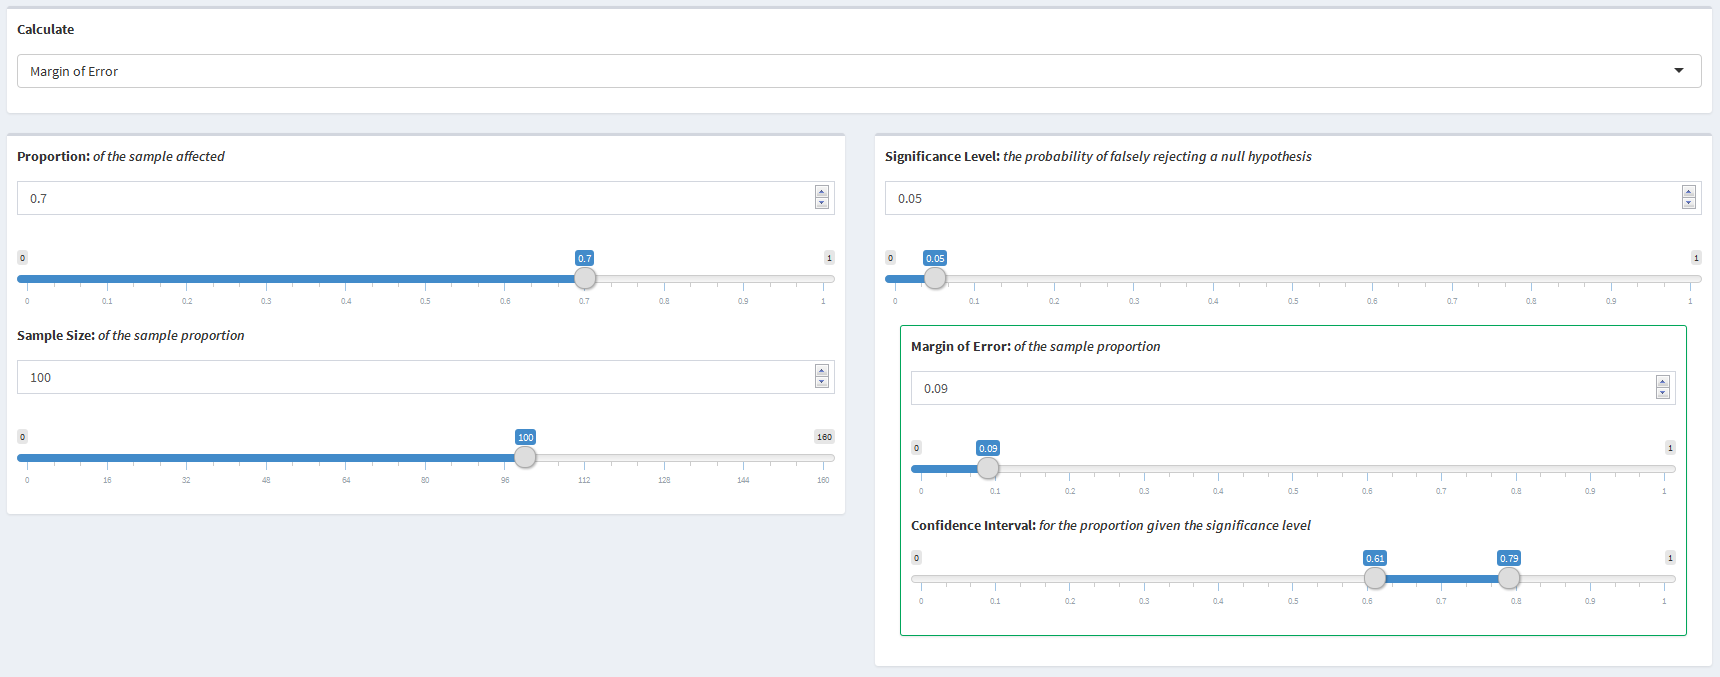 Calculate
Margin of Error
Proportion: of the sample affected
0.7
0 0.7 1
0 0.1 0.2 0.3 0.4 0.5 0.6 0.7 0.8 0.9 1
Sample Size: of the sample proportion
100
0 100 160
0 16 32 48 64 80 96 112 128 144 160
Significance Level: the probability of falsely rejecting a null hypothesis
0.05
0 0.05 1
0 0.1 0.2 0.3 0.4 0.5 0.6 0.7 0.8 0.9 1
Margin of Error: of the sample proportion
0.09
0 0.09 1
0 0.1 0.2 0.3 0.4 0.5 0.6 0.7 0.8 0.9 1
Confidence Interval: for the proportion given the significance level
0 0.61 0.79 1
0 0.1 0.2 0.3 0.4 0.5 0.6 0.7 0.8 0.9 1